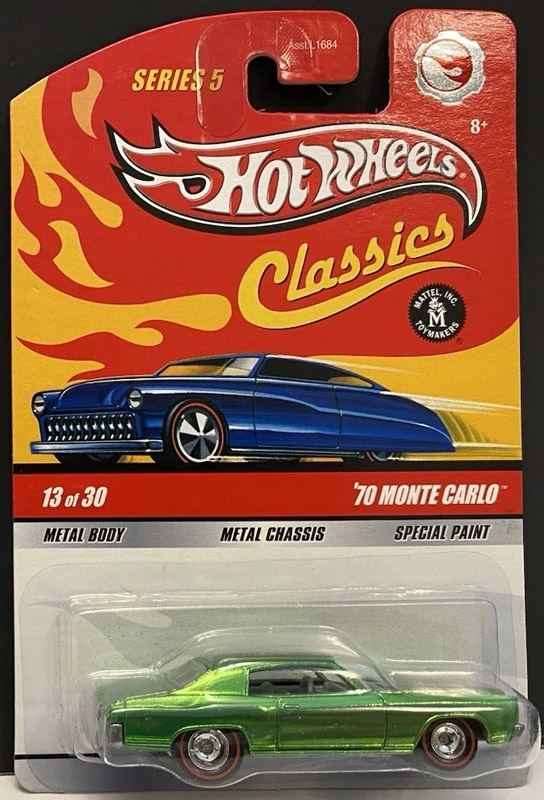 Asst. L1684
SERIES 5
8+
HOT WHEELS®
Classics
MATTEL, INC.
M
TOYMAKERS
®
13 of 30
'70 MONTE CARLO™
METAL BODY
METAL CHASSIS
SPECIAL PAINT